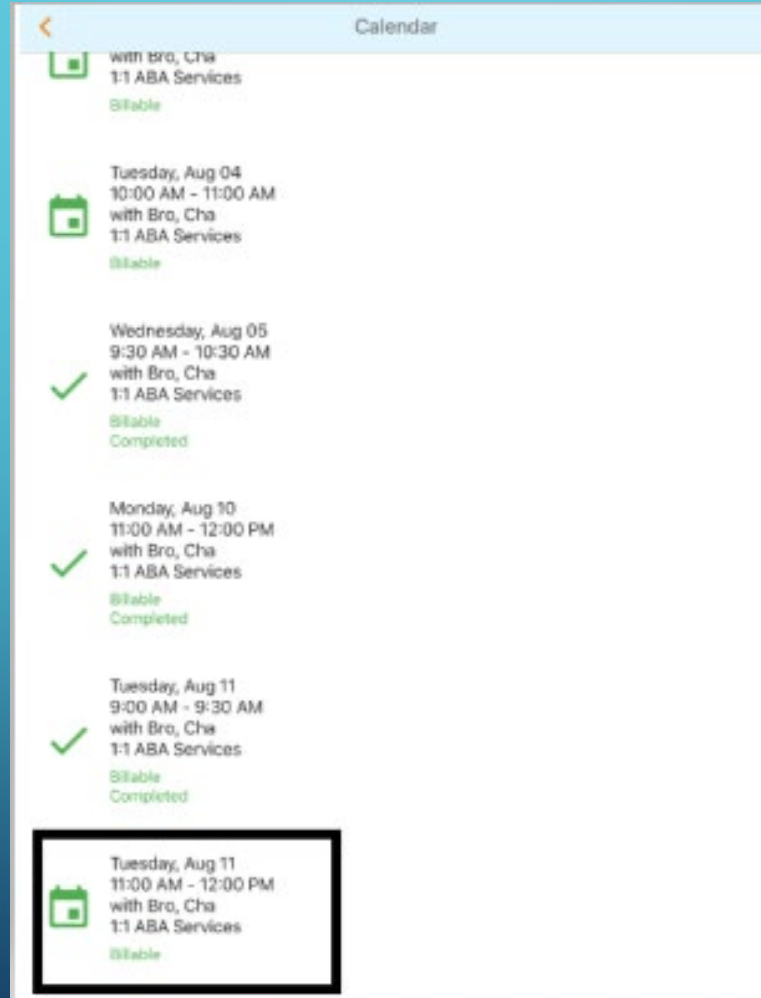 Calendar
with Bro, Cha
1:1 ABA Services
Billable
Tuesday, Aug 04
10:00 AM - 11:00 AM
with Bro, Cha
1:1 ABA Services
Billable
Wednesday, Aug 05
9:30 AM - 10:30 AM
with Bro, Cha
1:1 ABA Services
Billable
Completed
Monday, Aug 10
11:00 AM - 12:00 PM
with Bro, Cha
1:1 ABA Services
Billable
Completed
Tuesday, Aug 11
9:00 AM - 9:30 AM
with Bro, Cha
1:1 ABA Services
Billable
Completed
Tuesday, Aug 11
11:00 AM - 12:00 PM
with Bro, Cha
1:1 ABA Services
Billable